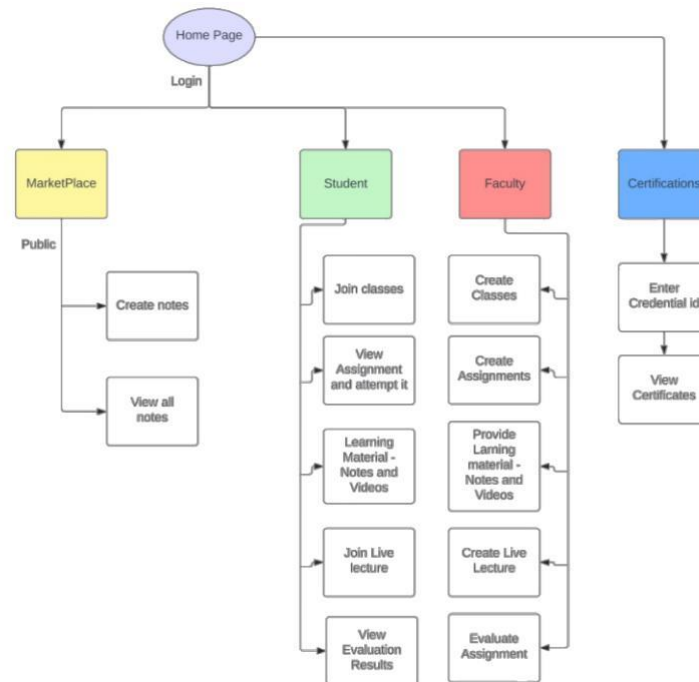 Home Page
Login
MarketPlace
Student
Faculty
Certifications
Public
Create notes
View all
notes
Join classes
View
Assignment
and attempt it
Learning
Material -
Notes and
Videos
Join Live
lecture
View
Evaluation
Results
Create
Classes
Create
Assignments
Provide
Larning
material -
Notes and
Videos
Create Live
Lecture
Evaluate
Assignment
Enter
Credential id
View
Certificates